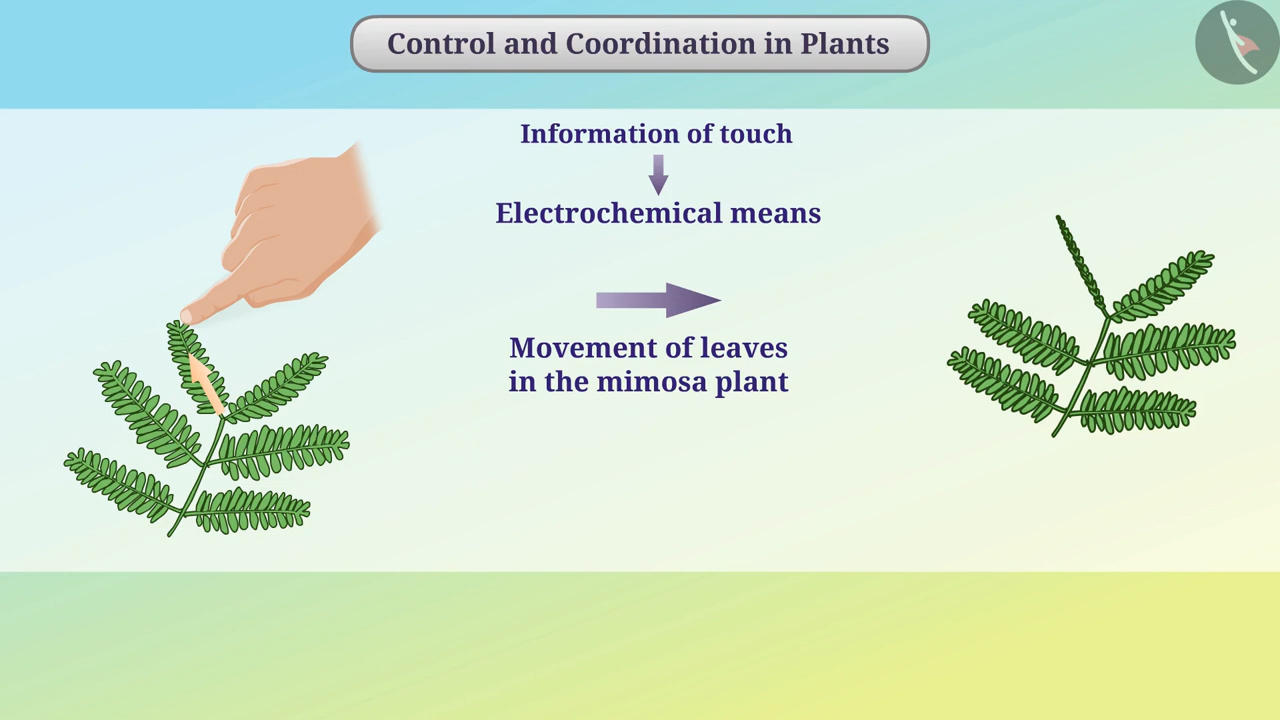 Control and Coordination in Plants
Information of touch
Electrochemical means
Movement of leaves
in the mimosa plant